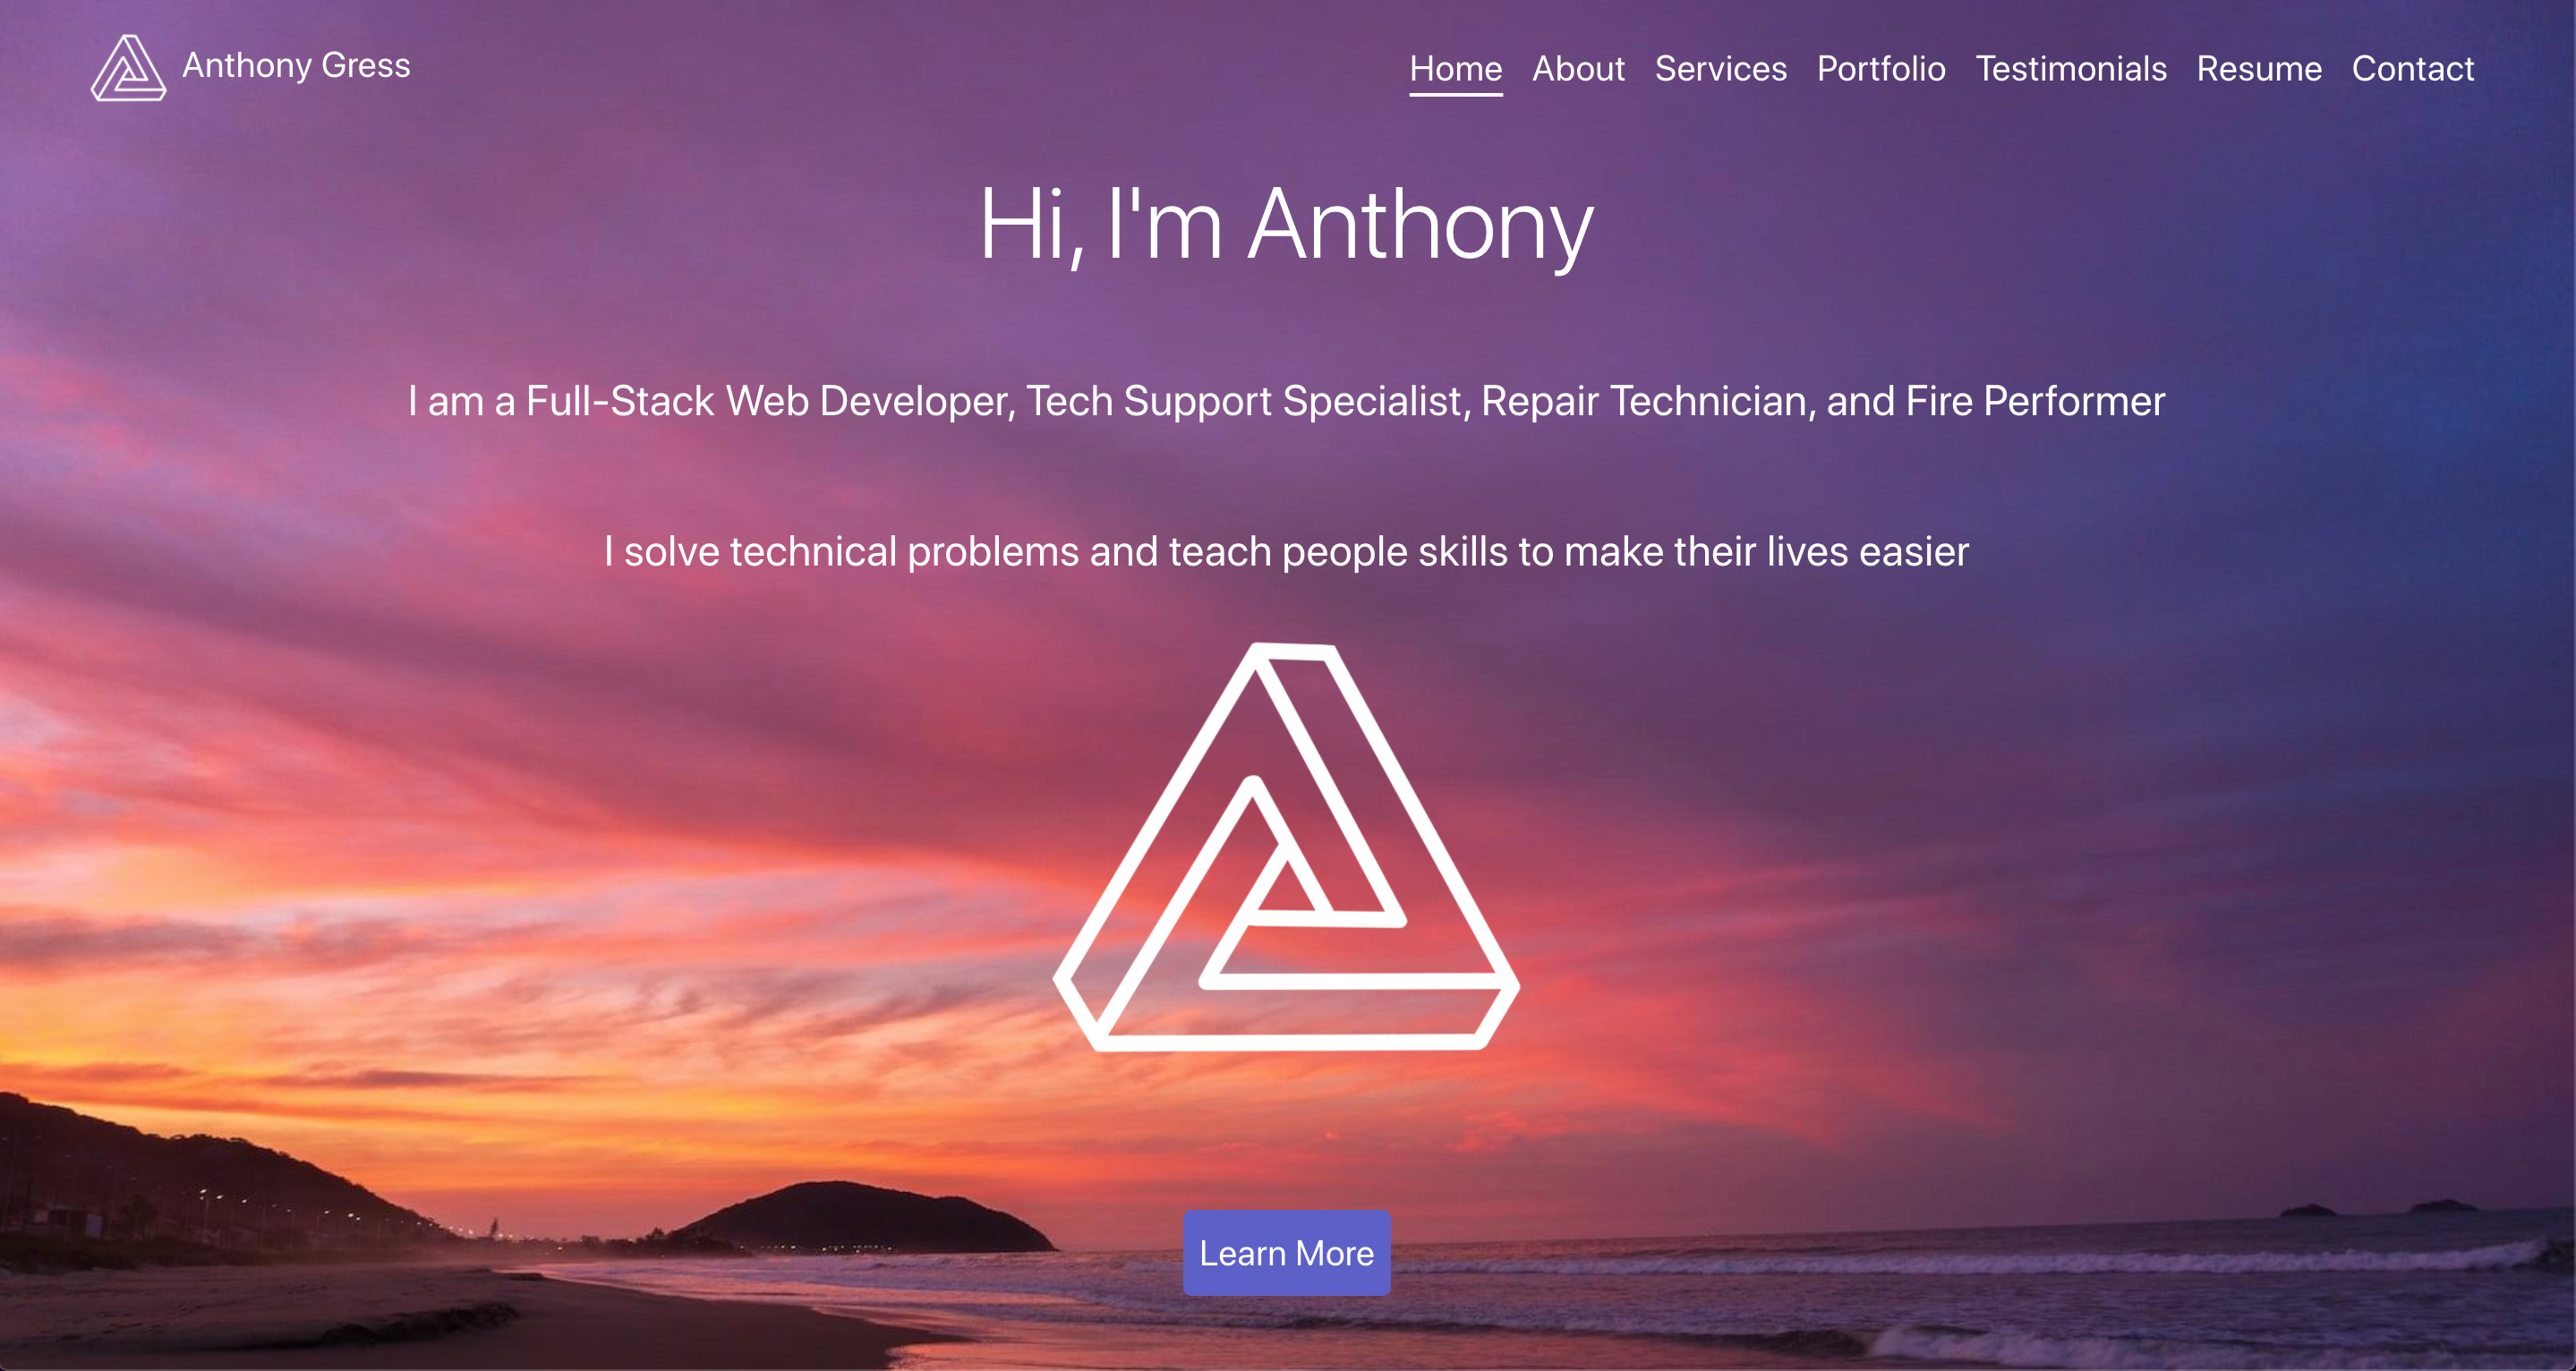 Anthony Gress
Home About Services Portfolio Testimonials Resume Contact
Hi, I'm Anthony
I am a Full-Stack Web Developer, Tech Support Specialist, Repair Technician, and Fire Performer
I solve technical problems and teach people skills to make their lives easier
Learn More